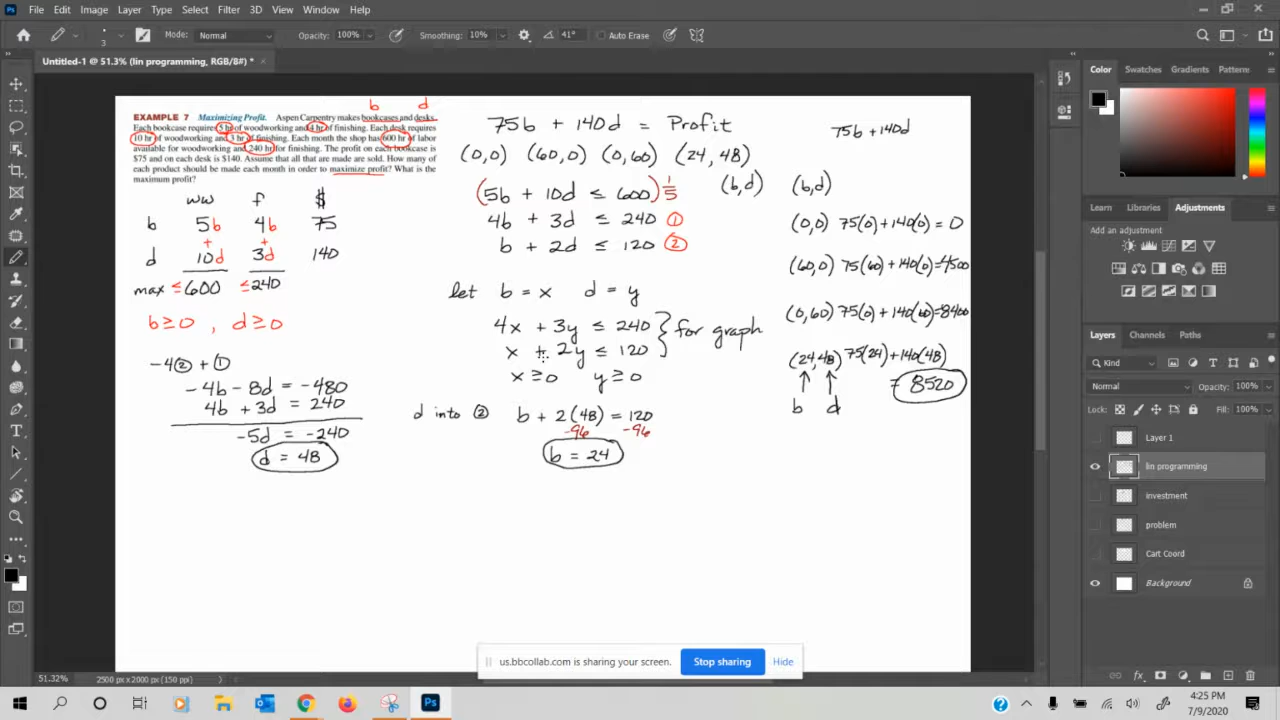 File Edit Image Layer Type Select Filter 3D View Window Help
3 Mode: Normal Opacity: 100% Smoothing: 10% 41° Auto Erase
Untitled-1 @ 51.3% (lin programming, RGB/8#) *
EXAMPLE 7 Maximizing Profit. Aspen Carpentry makes bookcases and desks.
Each bookcase requires 5 hr of woodworking and 4 hr of finishing. Each desk requires
10 hr of woodworking and 3 hr of finishing. Each month the shop has 600 hr of labor
available for woodworking and 240 hr for finishing. The profit on each bookcase is
$75 and on each desk is $140. Assume that all that are made are sold. How many of
each product should be made each month in order to maximize profit? What is the
maximum profit?
b d
ww f $
b 5b 4b 75
+ +
d 10d 3d 140
max ≤600 ≤240
b≥0 , d≥0
-4② + ①
-4b - 8d = -480
4b + 3d = 240
-5d = -240
d = 48
75b + 140d = Profit
(0,0) (60,0) (0,60) (24,48)
(5b + 10d ≤ 600) 1/5
(b,d)
4b + 3d ≤ 240 ①
b + 2d ≤ 120 ②
let b = x d = y
4x + 3y ≤ 240 } for graph
x + 2y ≤ 120
x ≥0 y ≥ 0
d into ② b + 2(48) = 120
-96 -96
b = 24
75b + 140d
(b,d)
(0,0) 75(0)+140(0) = 0
(60,0) 75(60)+140(0)=4500
(0,60) 75(0)+140(60)=8400
(24,48) 75(24)+140(48)
= 8520
b d
Color Swatches Gradients Patterns
Learn Libraries Adjustments
Add an adjustment
Layers Channels Paths
Kind
Normal Opacity: 100%
Lock: Fill: 100%
Layer 1
lin programming
investment
problem
Cart Coord
Background
us.bbcollab.com is sharing your screen. Stop sharing Hide
51.32% 2500 px x 2000 px (150 ppi)
Ps
4:25 PM
7/9/2020